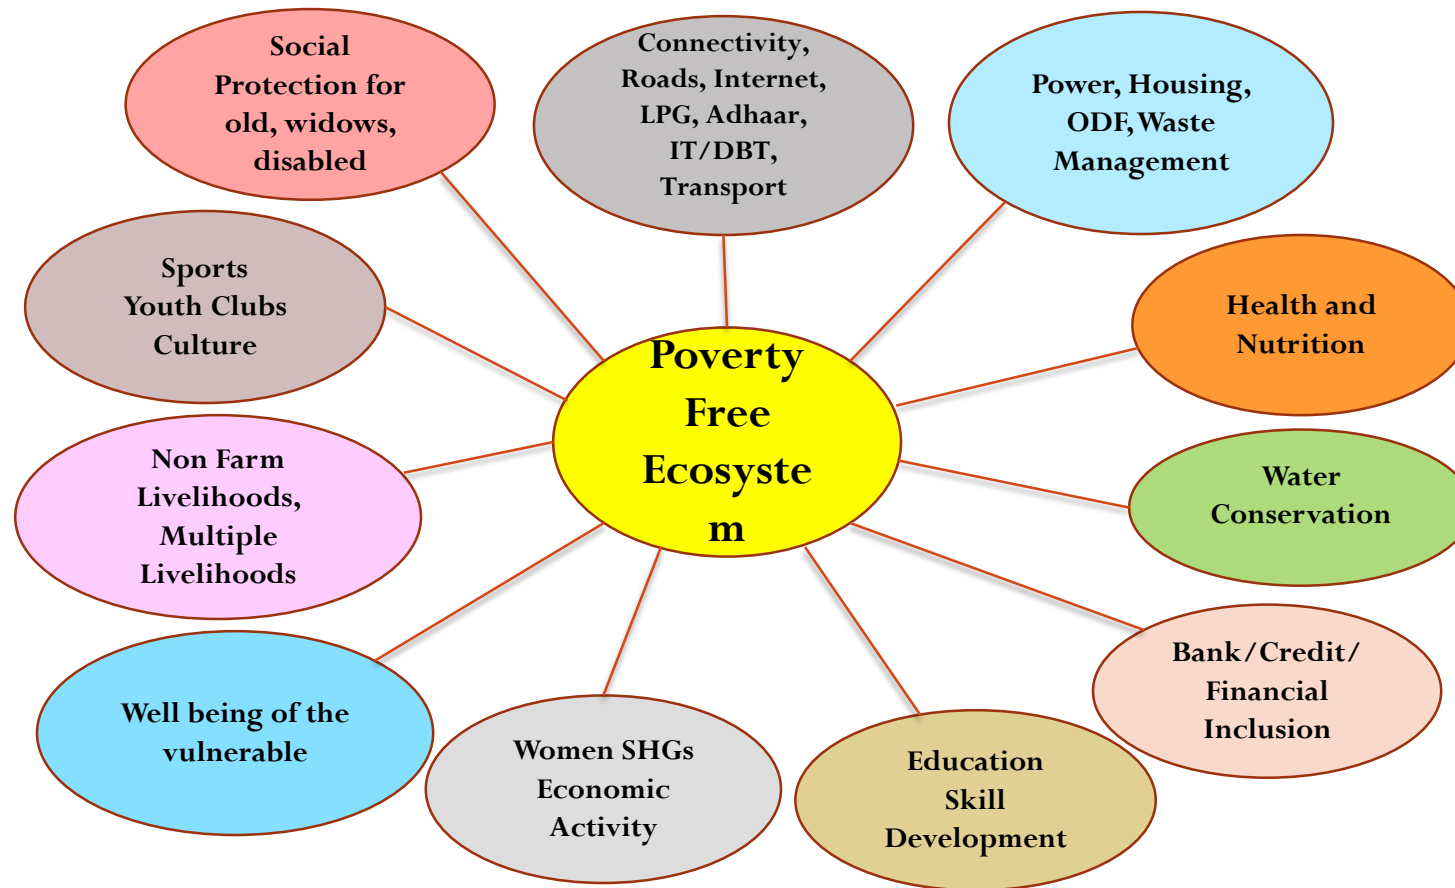 Social
Protection for
old, widows,
disabled
Connectivity,
Roads, Internet,
LPG, Adhaar,
IT/DBT,
Transport
Power, Housing,
ODF, Waste
Management
Sports
Youth Clubs
Culture
Health and
Nutrition
Poverty
Free
Ecosyste
m
Non Farm
Livelihoods,
Multiple
Livelihoods
Water
Conservation
Well being of the
vulnerable
Women SHGs
Economic
Activity
Education
Skill
Development
Bank/Credit/
Financial
Inclusion